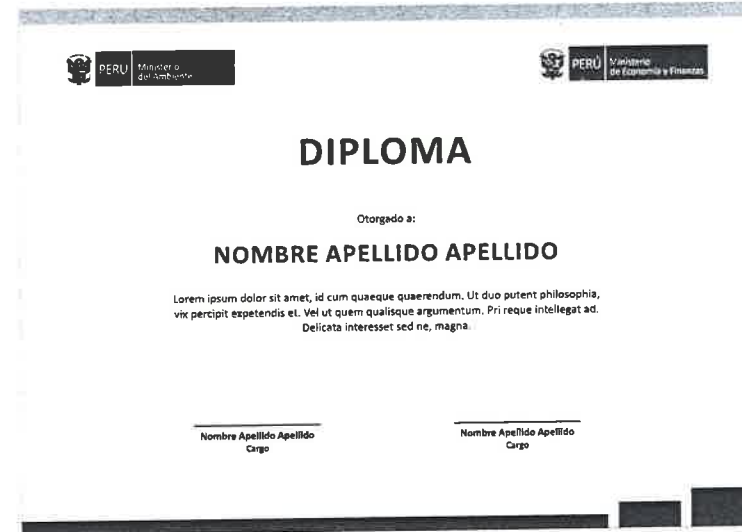 PERÚ Ministerio
del Ambiente
PERÚ Ministerio
de Economía y Finanzas
DIPLOMA
Otorgado a:
NOMBRE APELLIDO APELLIDO
Lorem ipsum dolor sit amet, id cum quaeque quaerendum. Ut duo putent philosophia,
vix percipit expetendis et. Vel ut quem qualisque argumentum. Pri reque intellegat ad.
Delicata interesset sed ne, magna.
Nombre Apellido Apellido
Cargo
Nombre Apellido Apellido
Cargo